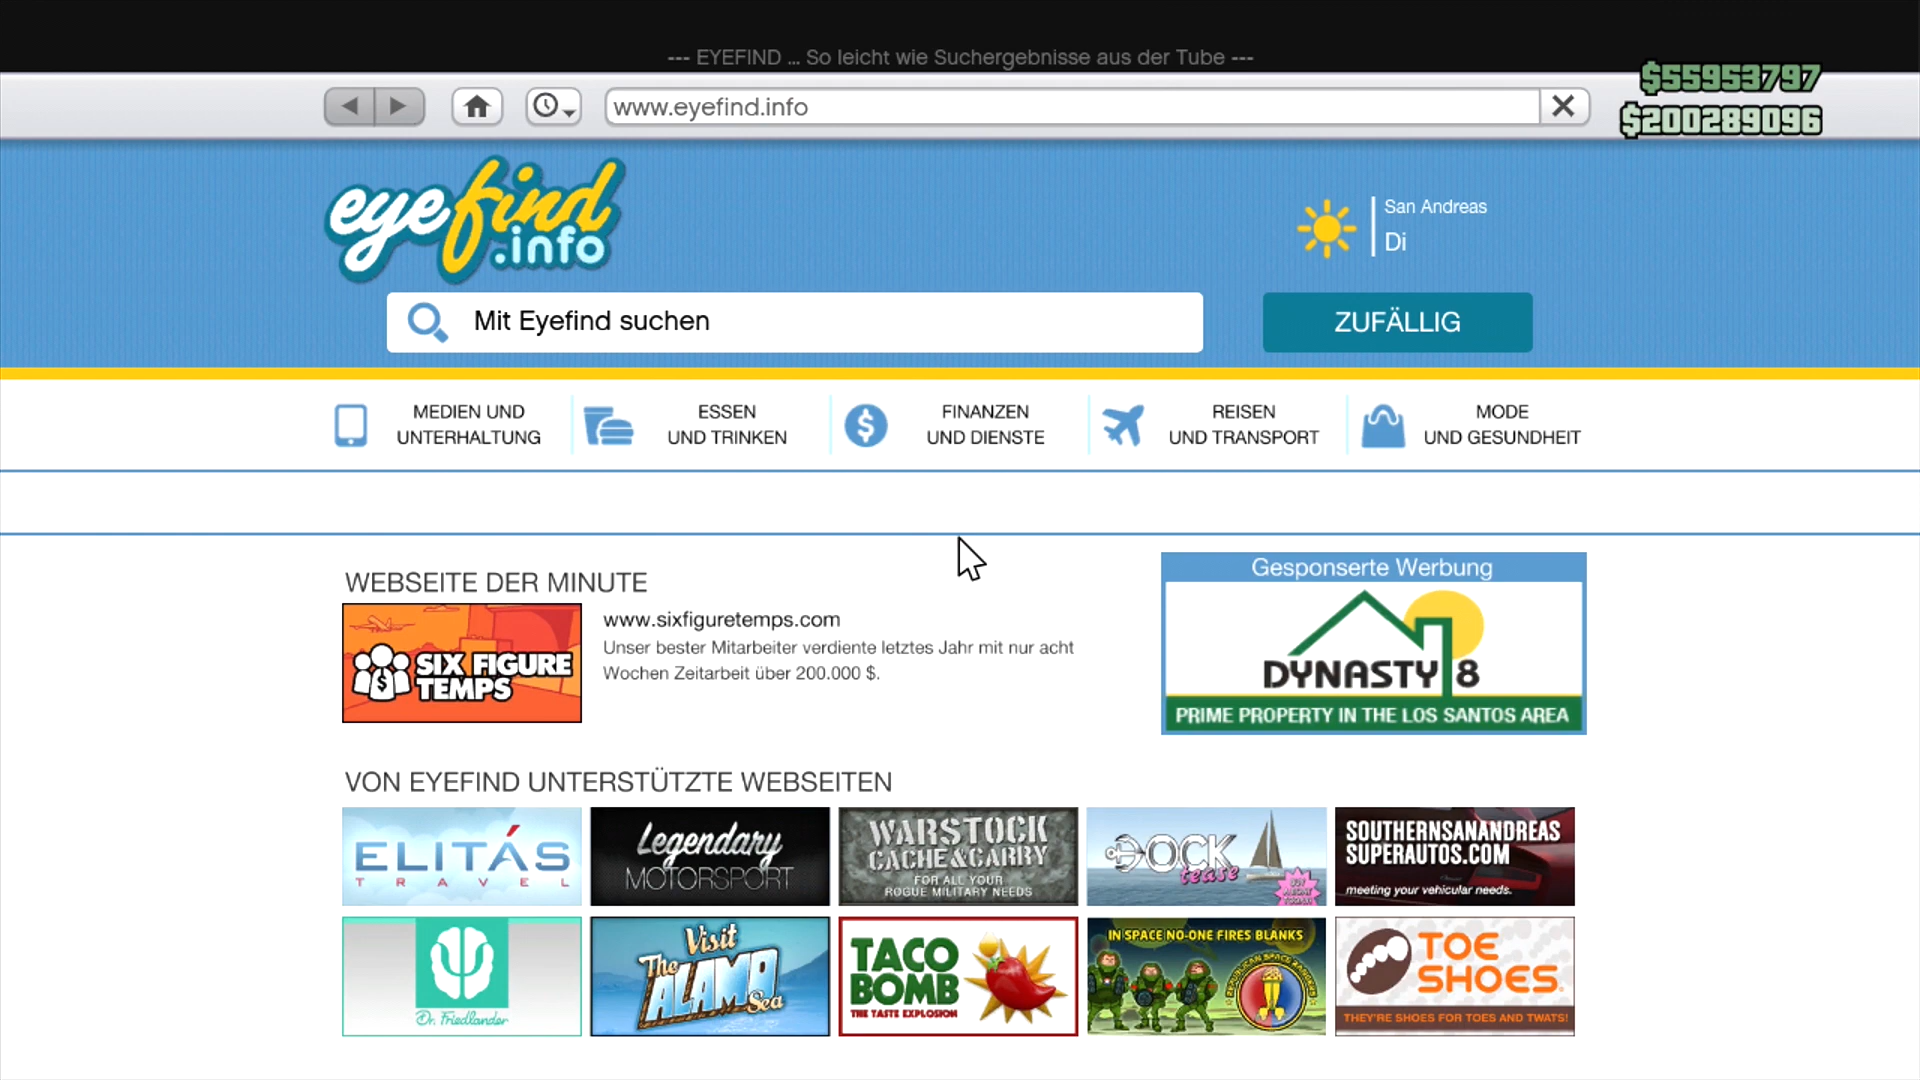 --- EYEFIND ... So leicht wie Suchergebnisse aus der Tube ---
$55953797
www.eyefind.info
$200289096
eyefind
.info
San Andreas
Di
Mit Eyefind suchen
ZUFÄLLIG
MEDIEN UND
UNTERHALTUNG
ESSEN
UND TRINKEN
FINANZEN
UND DIENSTE
REISEN
UND TRANSPORT
MODE
UND GESUNDHEIT
WEBSEITE DER MINUTE
SIX FIGURE
TEMPS
www.sixfiguretemps.com
Unser bester Mitarbeiter verdiente letztes Jahr mit nur acht
Wochen Zeitarbeit über 200.000 $.
Gesponserte Werbung
DYNASTY 8
PRIME PROPERTY IN THE LOS SANTOS AREA
VON EYEFIND UNTERSTÜTZTE WEBSEITEN
ELITÁS
TRAVEL
Legendary
MOTORSPORT
WARSTOCK
CACHE&CARRY
FOR ALL YOUR
ROGUE MILITARY NEEDS
DOCK
tease
SOUTHERNSANANDREAS
SUPERAUTOS.COM
meeting your vehicular needs.
Dr. Friedlander
Visit
The
ALAMO
Sea
TACO
BOMB
THE TASTE EXPLOSION
IN SPACE NO-ONE FIRES BLANKS
REPUBLICAN SPACE RANGERS
TOE
SHOES
THEY'RE SHOES FOR TOES AND TWATS!